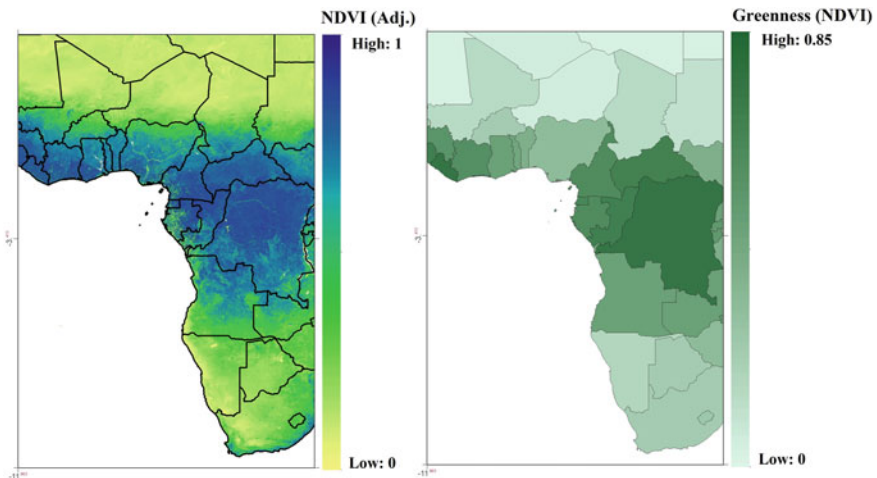 NDVI (Adj.)
High: 1
Low: 0
Greenness (NDVI)
High: 0.85
Low: 0